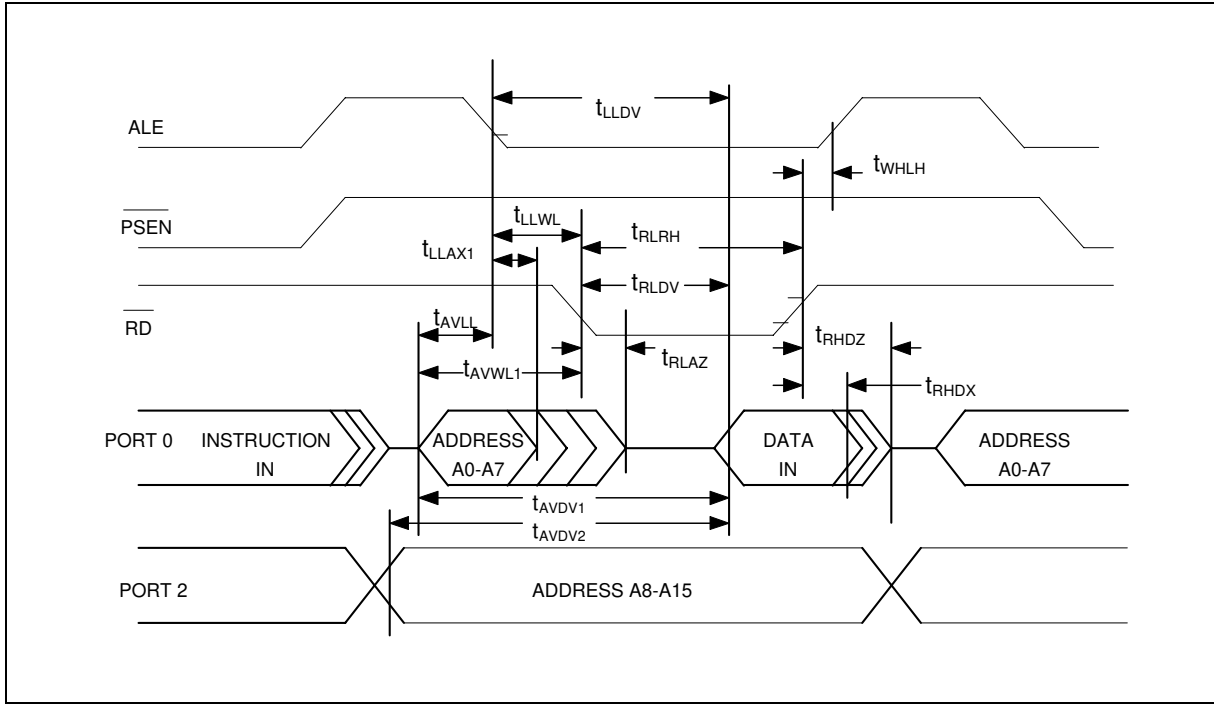 tLLDV
ALE
tWHLH
PSEN
tLLWL
tRLRH
tLLAX1
tRLDV
RD
tAVLL
tRHDZ
tRLAZ
tAVWL1
tRHDX
PORT 0
INSTRUCTION
IN
ADDRESS
A0-A7
DATA
IN
ADDRESS
A0-A7
tAVDV1
tAVDV2
PORT 2
ADDRESS A8-A15